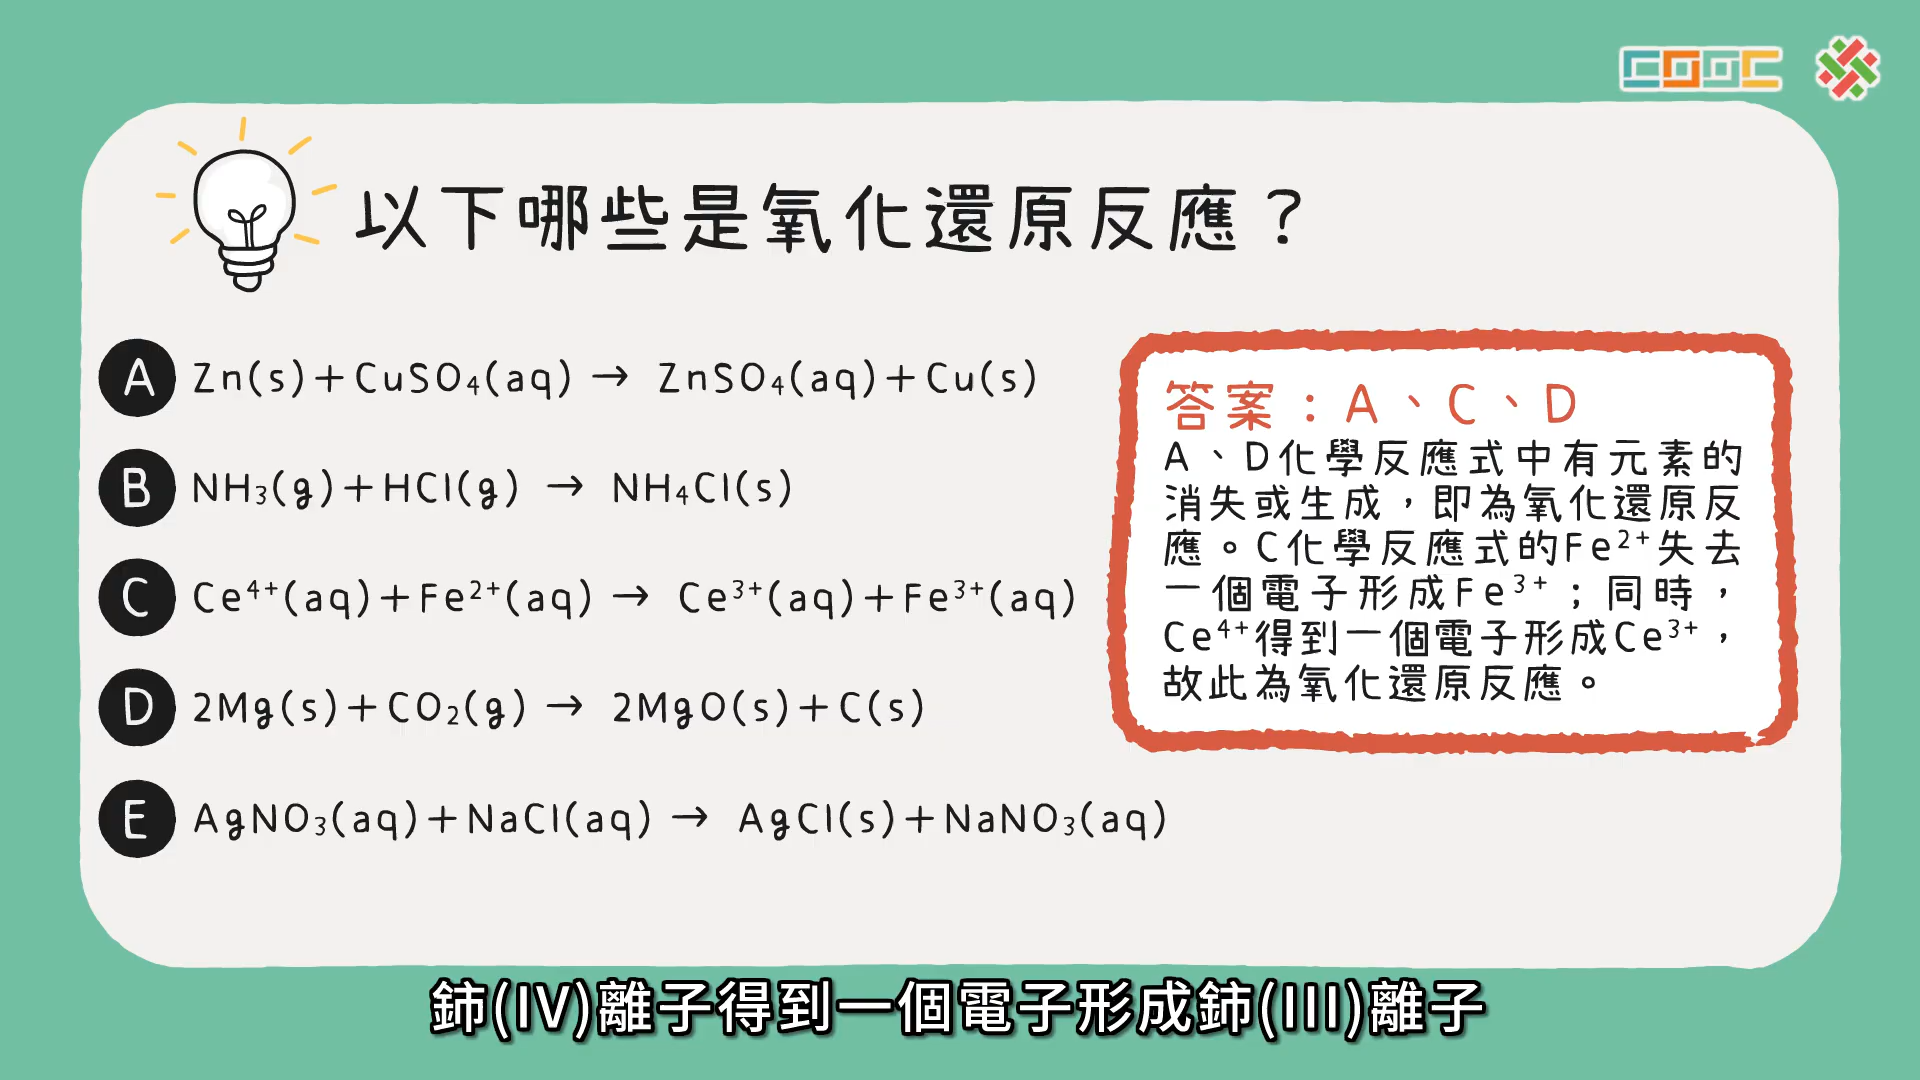 COOC
以下哪些是氧化還原反應？
A Zn(s)+CuSO₄(aq) → ZnSO₄(aq)+Cu(s)
B NH₃(g)+HCl(g) → NH₄Cl(s)
C Ce⁴⁺(aq)+Fe²⁺(aq) → Ce³⁺(aq)+Fe³⁺(aq)
D 2Mg(s)+CO₂(g) → 2MgO(s)+C(s)
E AgNO₃(aq)+NaCl(aq) → AgCl(s)+NaNO₃(aq)
答案：A、C、D
A、D化學反應式中有元素的
消失或生成，即為氧化還原反
應。C化學反應式的Fe²⁺失去
一個電子形成Fe³⁺；同時，
Ce⁴⁺得到一個電子形成Ce³⁺，
故此為氧化還原反應。
鈰(IV)離子得到一個電子形成鈰(III)離子